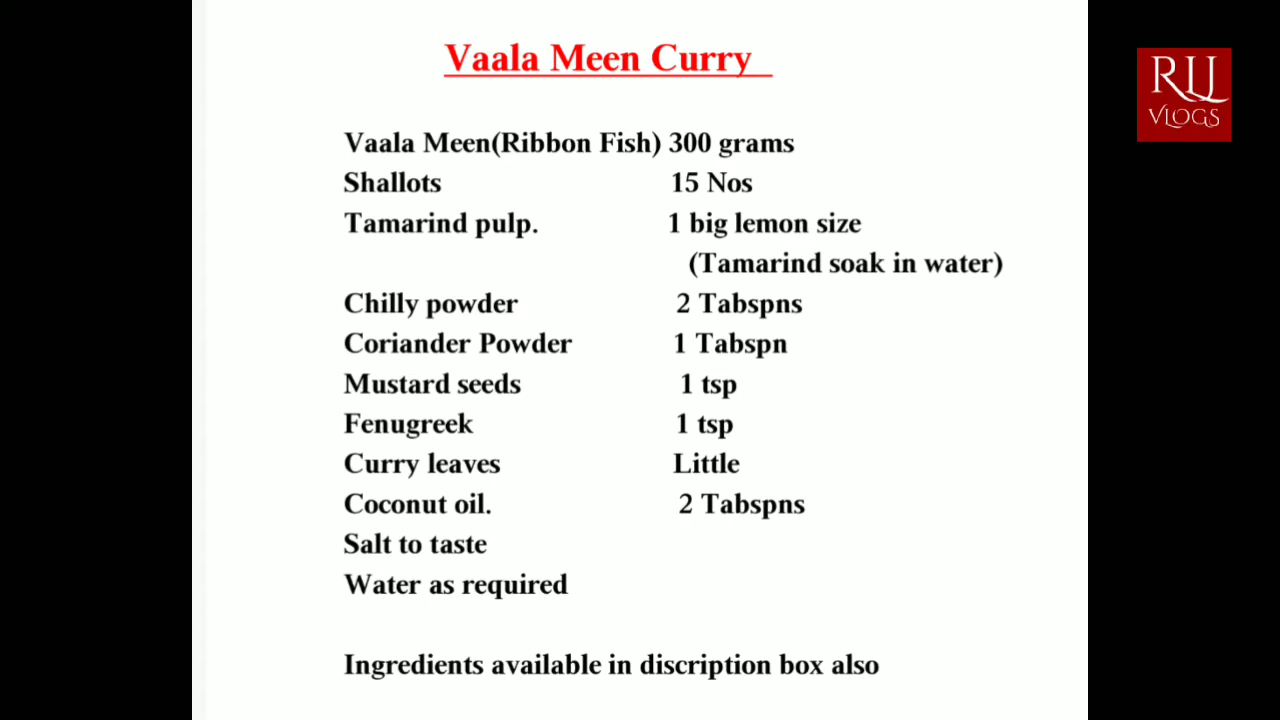 Vaala Meen Curry
Vaala Meen(Ribbon Fish) 300 grams
Shallots 15 Nos
Tamarind pulp. 1 big lemon size
(Tamarind soak in water)
Chilly powder 2 Tabspns
Coriander Powder 1 Tabspn
Mustard seeds 1 tsp
Fenugreek 1 tsp
Curry leaves Little
Coconut oil. 2 Tabspns
Salt to taste
Water as required
Ingredients available in discription box also
VLOGS